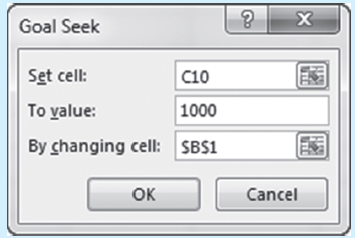 Goal Seek ? X
Set cell: C10
To value: 1000
By changing cell: $B$1
OK Cancel